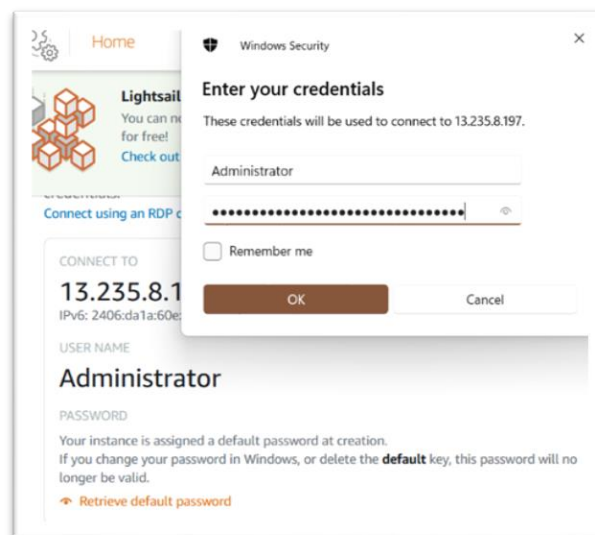 Home
Lightsail
You can
for free!
Check out
Connect using an RDP
CONNECT TO
13.235.8.1
IPv6: 2406:da1a:60e:
USER NAME
Administrator
PASSWORD
Your instance is assigned a default password at creation.
If you change your password in Windows, or delete the default key, this password will no
longer be valid.
Retrieve default password
Windows Security
Enter your credentials
These credentials will be used to connect to 13.235.8.197.
Administrator
••••••••••••••••••••••••••••••••
Remember me
OK
Cancel